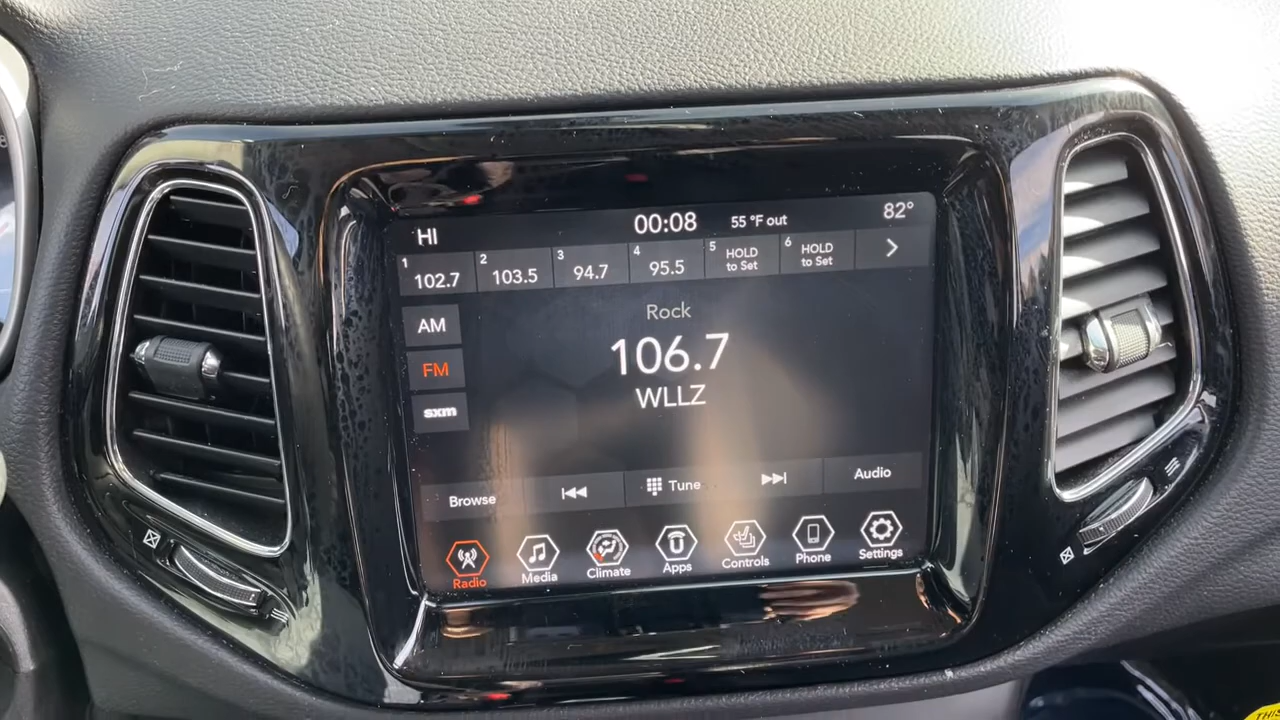 HI 00:08 55 °F out 82°
1 102.7 2 103.5 3 94.7 4 95.5 5 HOLD to Set 6 HOLD to Set
AM
FM
sxm
Rock
106.7
WLLZ
Browse Tune Audio
Radio Media Climate Apps Controls Phone Settings
8
THIS